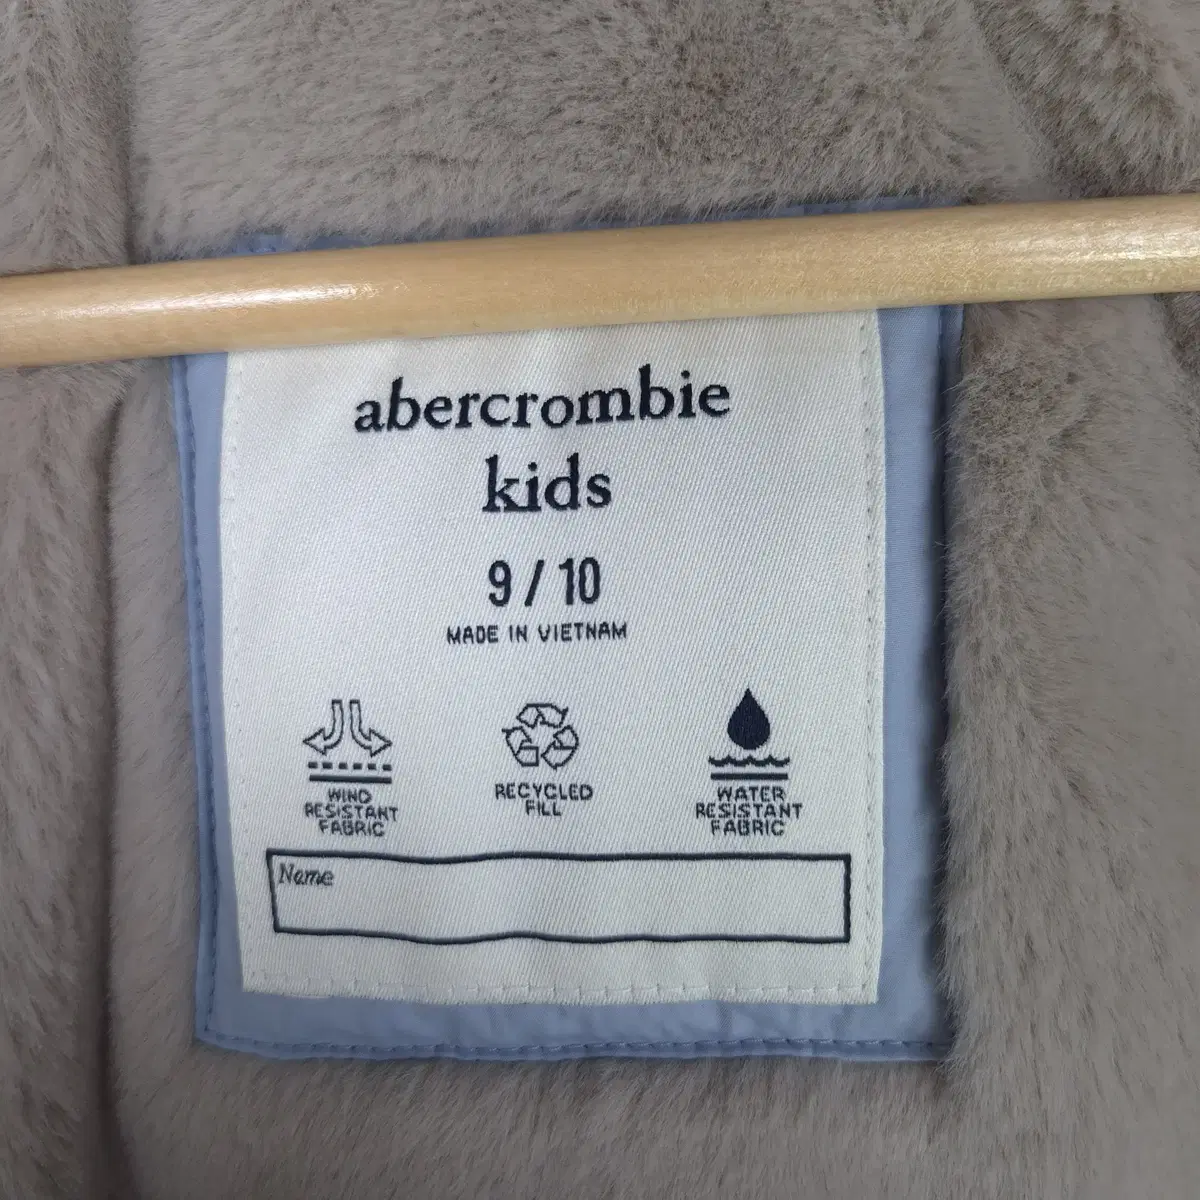 abercrombie
kids
9 / 10
MADE IN VIETNAM
WIND
RESISTANT
FABRIC
RECYCLED
FILL
WATER
RESISTANT
FABRIC
Name